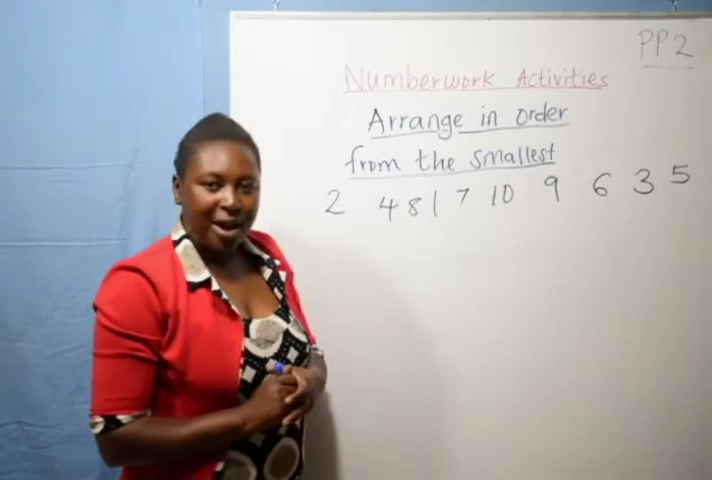 PP2
Numberwork Activities
Arrange in order
from the smallest
2 4 8 1 7 10 9 6 3 5